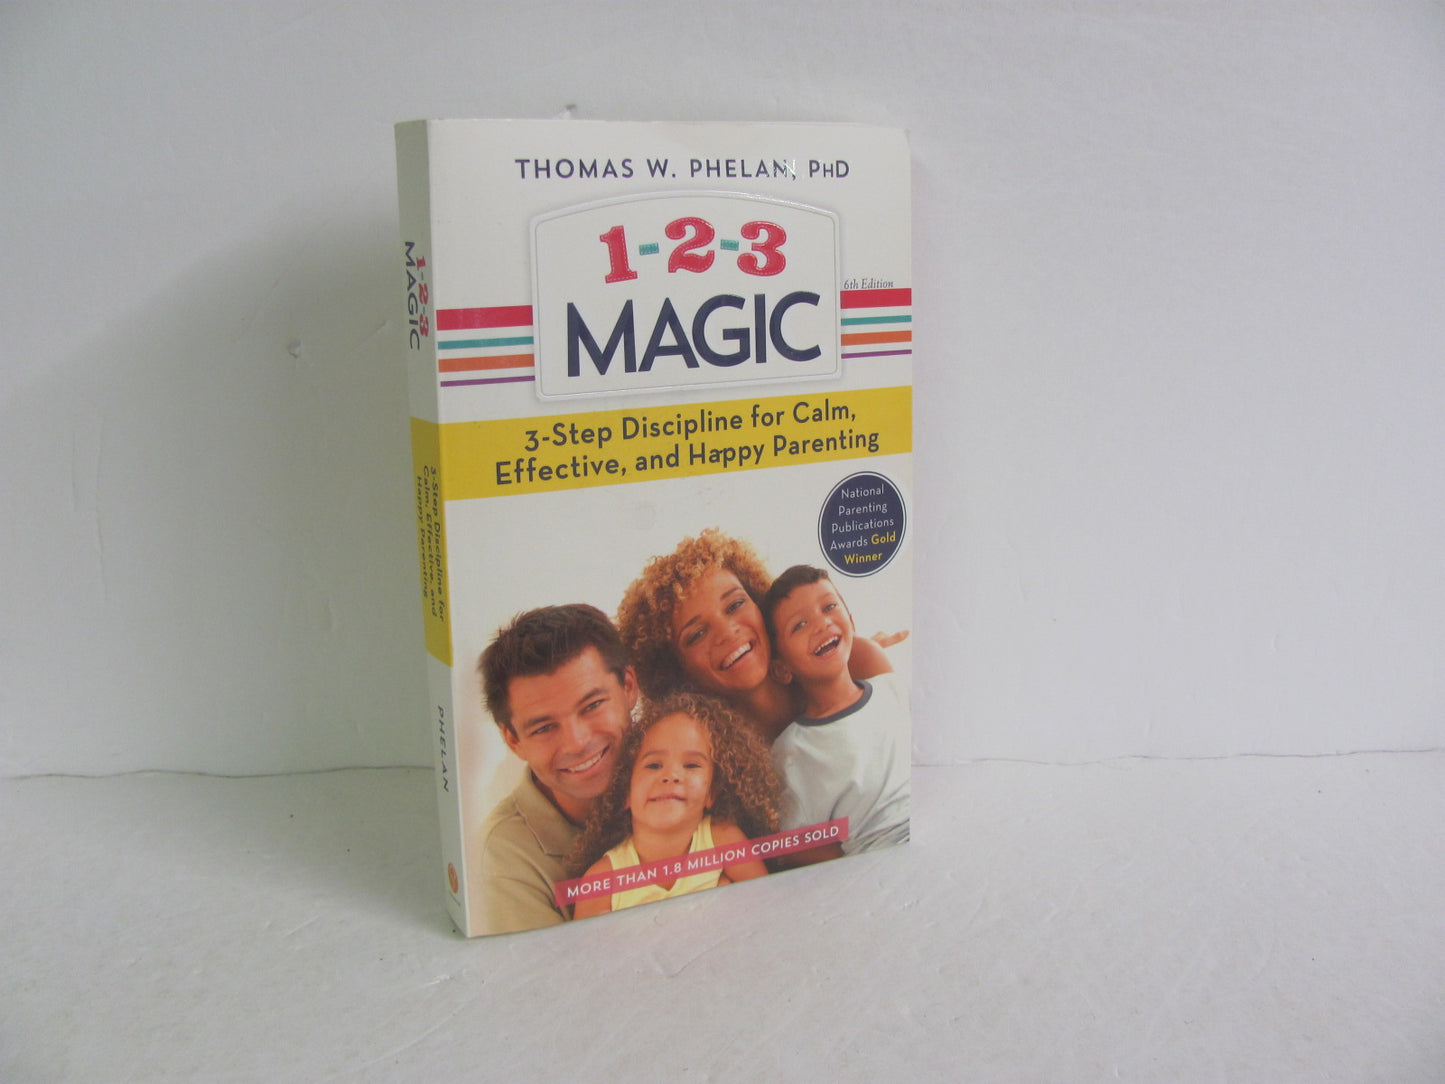 THOMAS W. PHELAN, PHD
1-2-3
MAGIC
6th Edition
3-Step Discipline for Calm,
Effective, and Happy Parenting
National
Parenting
Publications
Awards Gold
Winner
MORE THAN 1.8 MILLION COPIES SOLD
1-2-3
MAGIC
3-Step Discipline for
Calm, Effective, and
Happy Parenting
PHELAN